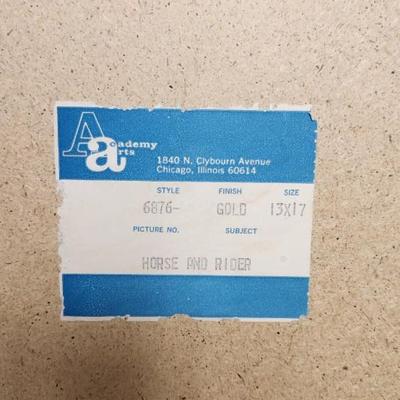 Academy
Arts
1840 N. Clybourn Avenue
Chicago, Illinois 60614
STYLE FINISH SIZE
6876- GOLD 13X17
PICTURE NO. SUBJECT
HORSE AND RIDER